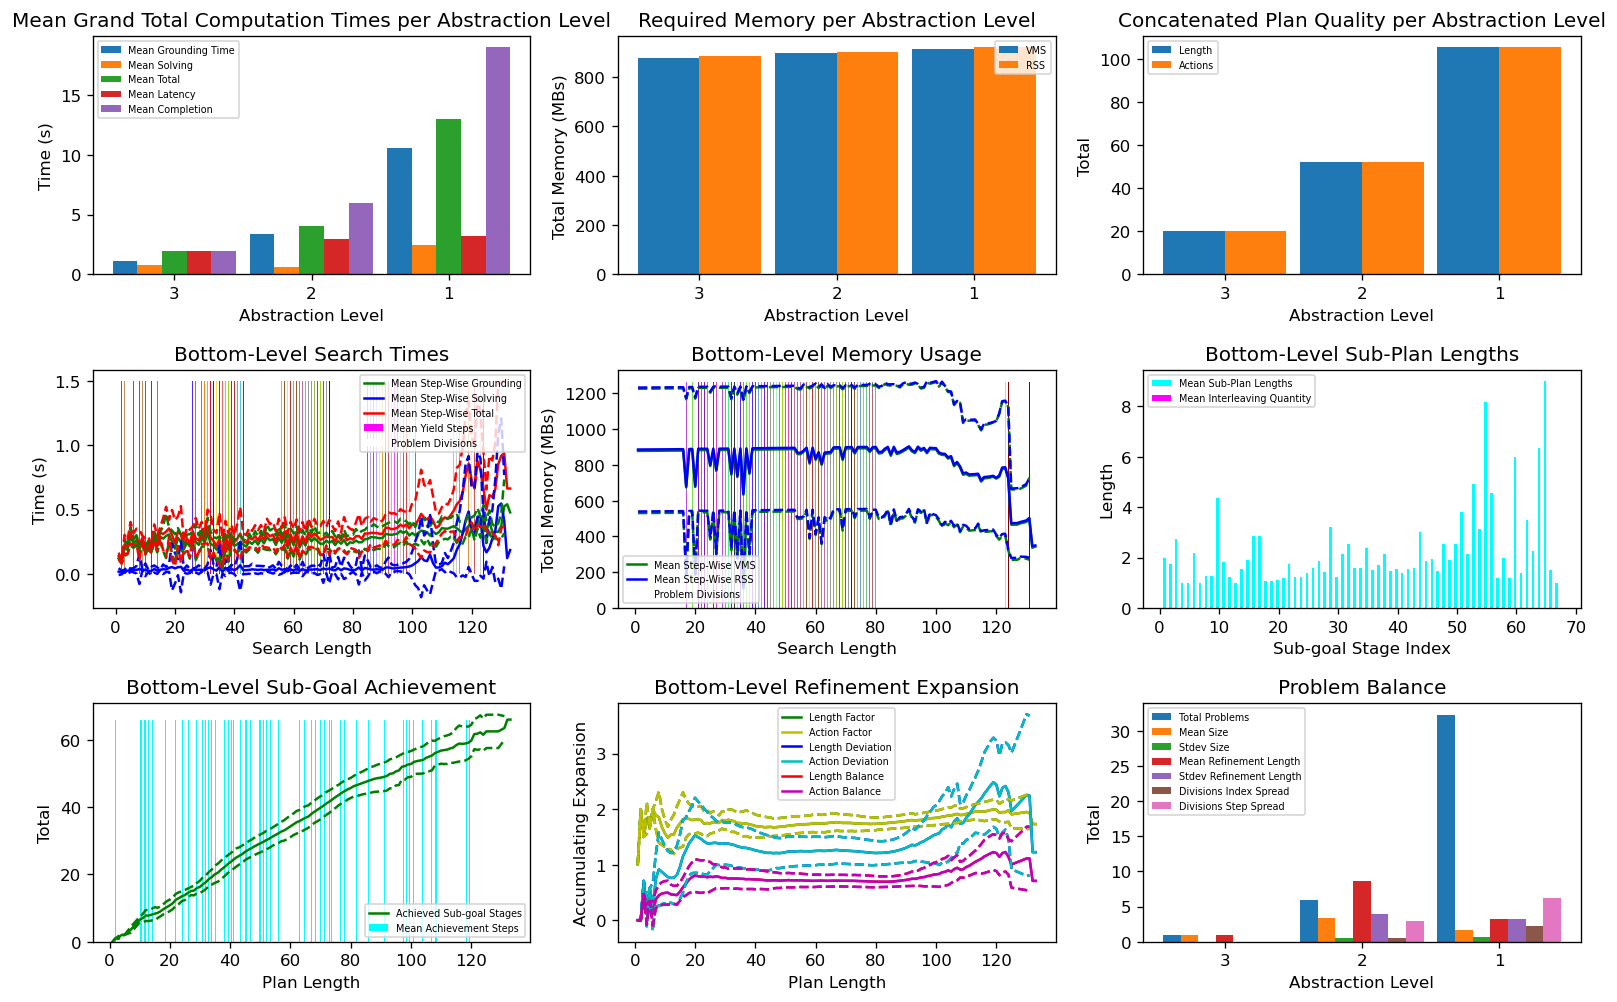 Mean Grand Total Computation Times per Abstraction Level
Mean Grounding Time
Mean Solving
Mean Total
Mean Latency
Mean Completion
15
10
5
0
Time (s)
3 2 1
Abstraction Level
Required Memory per Abstraction Level
VMS
RSS
800
600
400
200
0
Total Memory (MBs)
3 2 1
Abstraction Level
Concatenated Plan Quality per Abstraction Level
Length
Actions
100
80
60
40
20
0
Total
3 2 1
Abstraction Level
Bottom-Level Search Times
Mean Step-Wise Grounding
Mean Step-Wise Solving
Mean Step-Wise Total
Mean Yield Steps
Problem Divisions
1.5
1.0
0.5
0.0
Time (s)
0 20 40 60 80 100 120
Search Length
Bottom-Level Memory Usage
1200
1000
800
600
400
200
0
Total Memory (MBs)
Mean Step-Wise VMS
Mean Step-Wise RSS
Problem Divisions
0 20 40 60 80 100 120
Search Length
Bottom-Level Sub-Plan Lengths
Mean Sub-Plan Lengths
Mean Interleaving Quantity
8
6
4
2
0
Length
0 10 20 30 40 50 60 70
Sub-goal Stage Index
Bottom-Level Sub-Goal Achievement
60
40
20
0
Total
Achieved Sub-goal Stages
Mean Achievement Steps
0 20 40 60 80 100 120
Plan Length
Bottom-Level Refinement Expansion
Length Factor
Action Factor
Length Deviation
Action Deviation
Length Balance
Action Balance
3
2
1
0
Accumulating Expansion
0 20 40 60 80 100 120
Plan Length
Problem Balance
Total Problems
Mean Size
Stdev Size
Mean Refinement Length
Stdev Refinement Length
Divisions Index Spread
Divisions Step Spread
30
25
20
15
10
5
0
Total
3 2 1
Abstraction Level